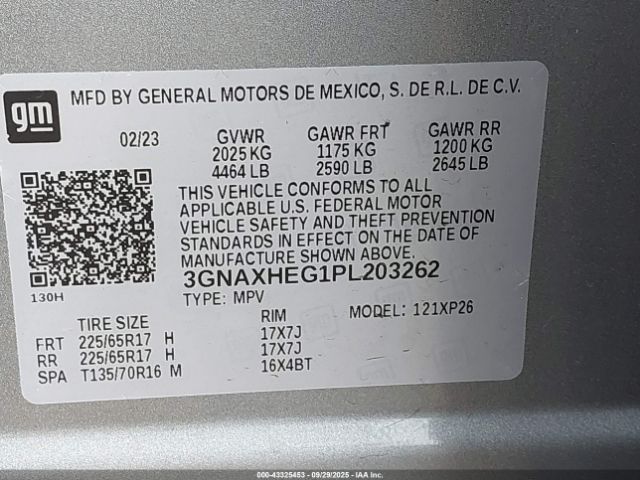 gm
MFD BY GENERAL MOTORS DE MEXICO, S. DE R.L. DE C.V.
02/23 GVWR GAWR FRT GAWR RR
2025 KG 1175 KG 1200 KG
4464 LB 2590 LB 2645 LB
THIS VEHICLE CONFORMS TO ALL
APPLICABLE U.S. FEDERAL MOTOR
VEHICLE SAFETY AND THEFT PREVENTION
STANDARDS IN EFFECT ON THE DATE OF
MANUFACTURE SHOWN ABOVE.
3GNAXHEG1PL203262
130H
TYPE: MPV
TIRE SIZE RIM MODEL: 121XP26
FRT 225/65R17 H 17X7J
RR 225/65R17 H 17X7J
SPA T135/70R16 M 16X4BT
000-43325453 | 09/29/2025 | IAAI.COM